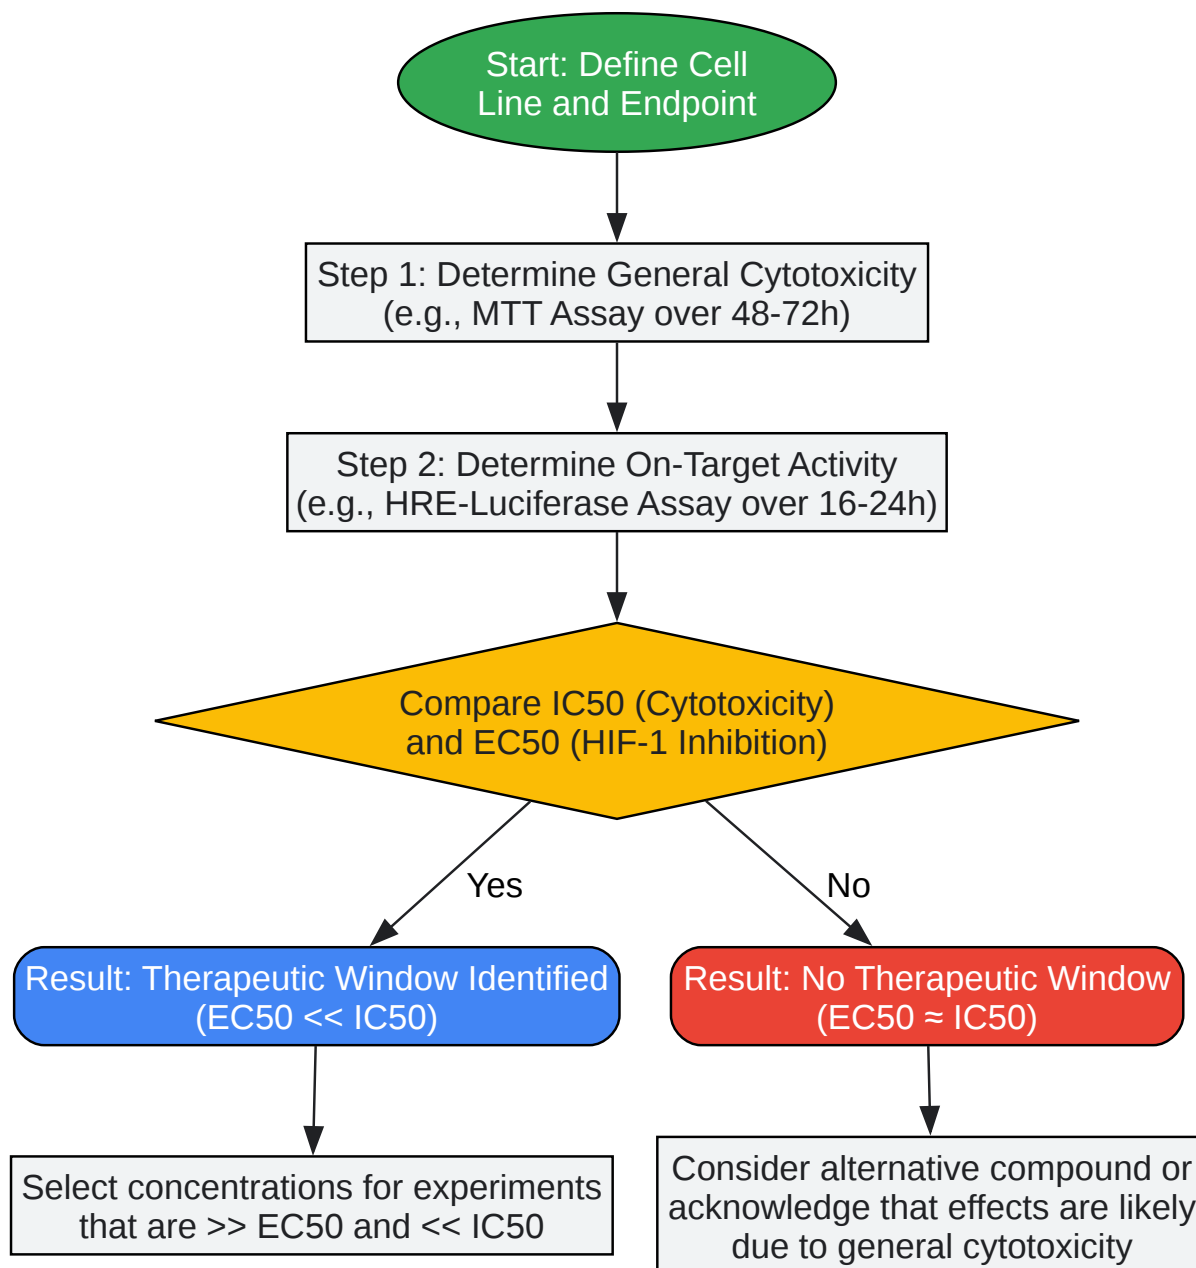 Start: Define Cell
Line and Endpoint
Step 1: Determine General Cytotoxicity
(e.g., MTT Assay over 48-72h)
Step 2: Determine On-Target Activity
(e.g., HRE-Luciferase Assay over 16-24h)
Compare IC50 (Cytotoxicity)
and EC50 (HIF-1 Inhibition)
Yes
No
Result: Therapeutic Window Identified
(EC50 << IC50)
Result: No Therapeutic Window
(EC50 ≈ IC50)
Select concentrations for experiments
that are >> EC50 and << IC50
Consider alternative compound or
acknowledge that effects are likely
due to general cytotoxicity